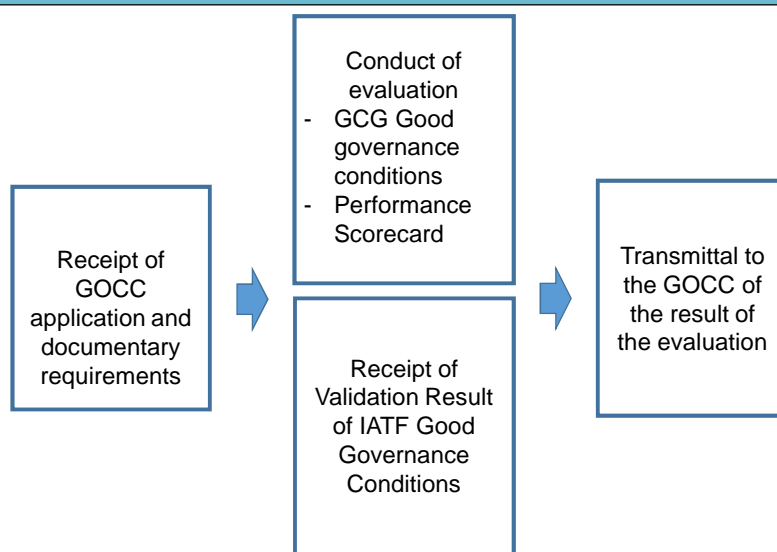 Receipt of
GOCC
application and
documentary
requirements
Conduct of
evaluation
- GCG Good
governance
conditions
- Performance
Scorecard
Receipt of
Validation Result
of IATF Good
Governance
Conditions
Transmittal to
the GOCC of
the result of
the evaluation